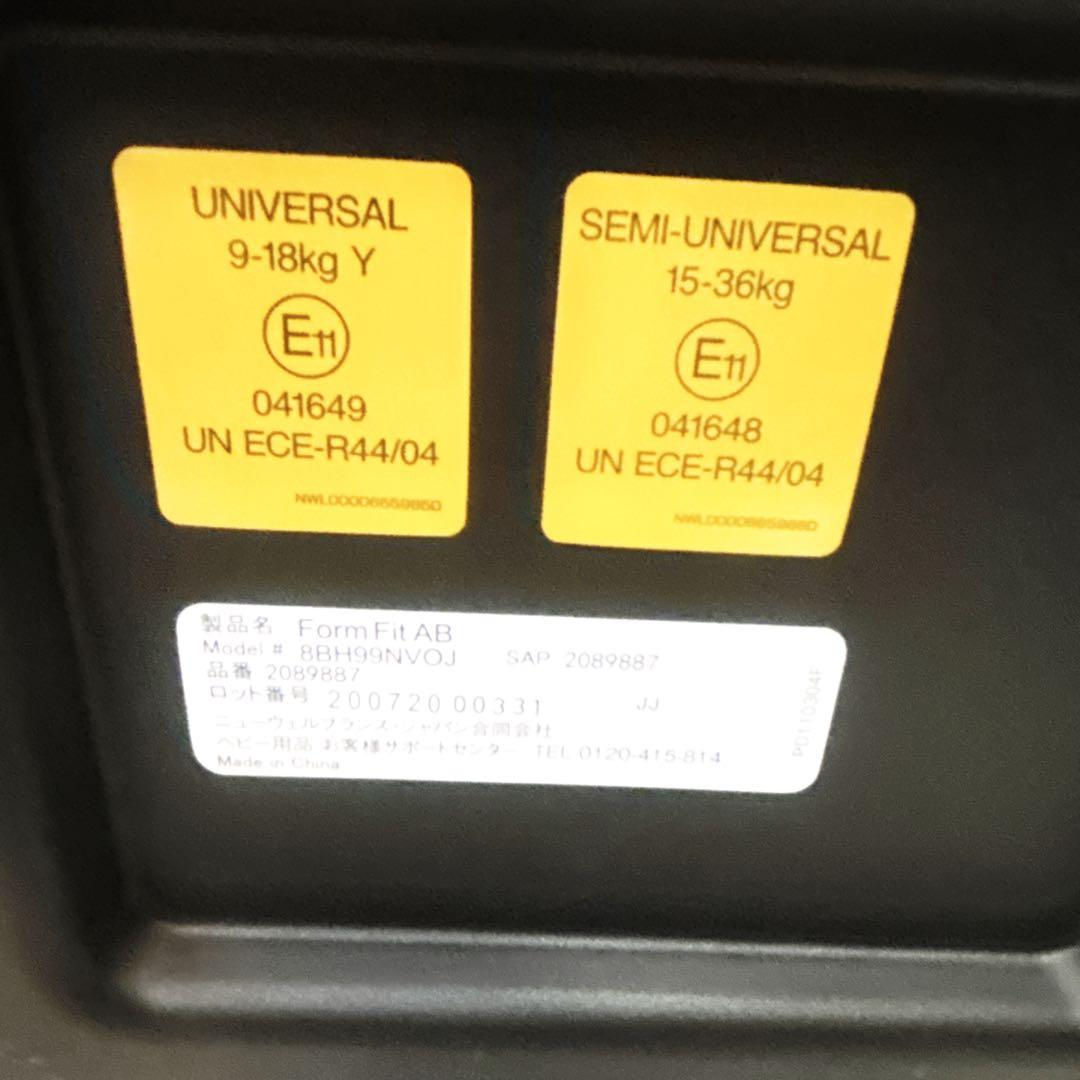 UNIVERSAL
9-18kg Y
E11
041649
UN ECE-R44/04
SEMI-UNIVERSAL
15-36kg
E11
041648
UN ECE-R44/04
製品名 Form Fit AB
Model # 8BH99NVOJ SAP 2089887
品番 2089887
ロット番号 200720 00331 JJ
ニューウェルブランズ・ジャパン合同会社
ベビー用品 お客様サポートセンター TEL 0120-415-814
Made in China
PD110304F